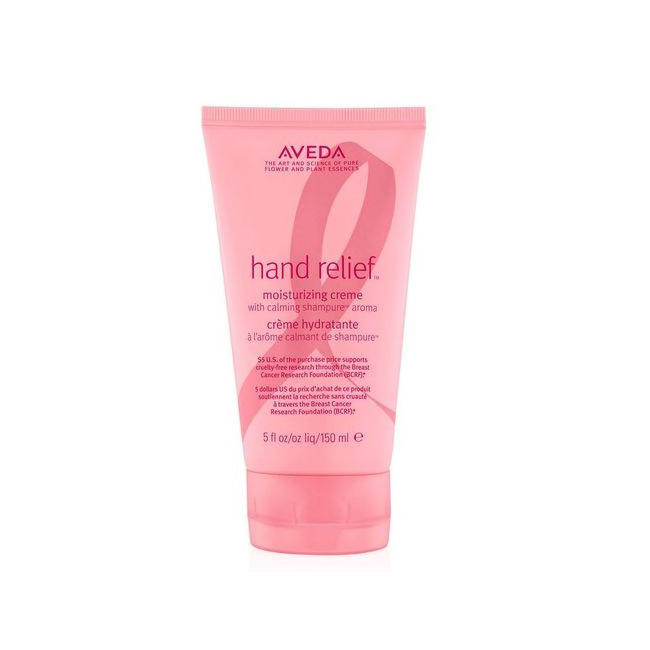 AVEDA
THE ART AND SCIENCE OF PURE
FLOWER AND PLANT ESSENCES
hand relief™
moisturizing creme
with calming shampure™ aroma
crème hydratante
à l'arôme calmant de shampure™
$5 U.S. of the purchase price supports
cruelty-free research through the Breast
Cancer Research Foundation (BCRF)*
5 dollars US du prix d'achat de ce produit
soutiennent la recherche sans cruauté
à travers the Breast Cancer
Research Foundation (BCRF)*
5 fl oz/oz liq/150 ml ℮